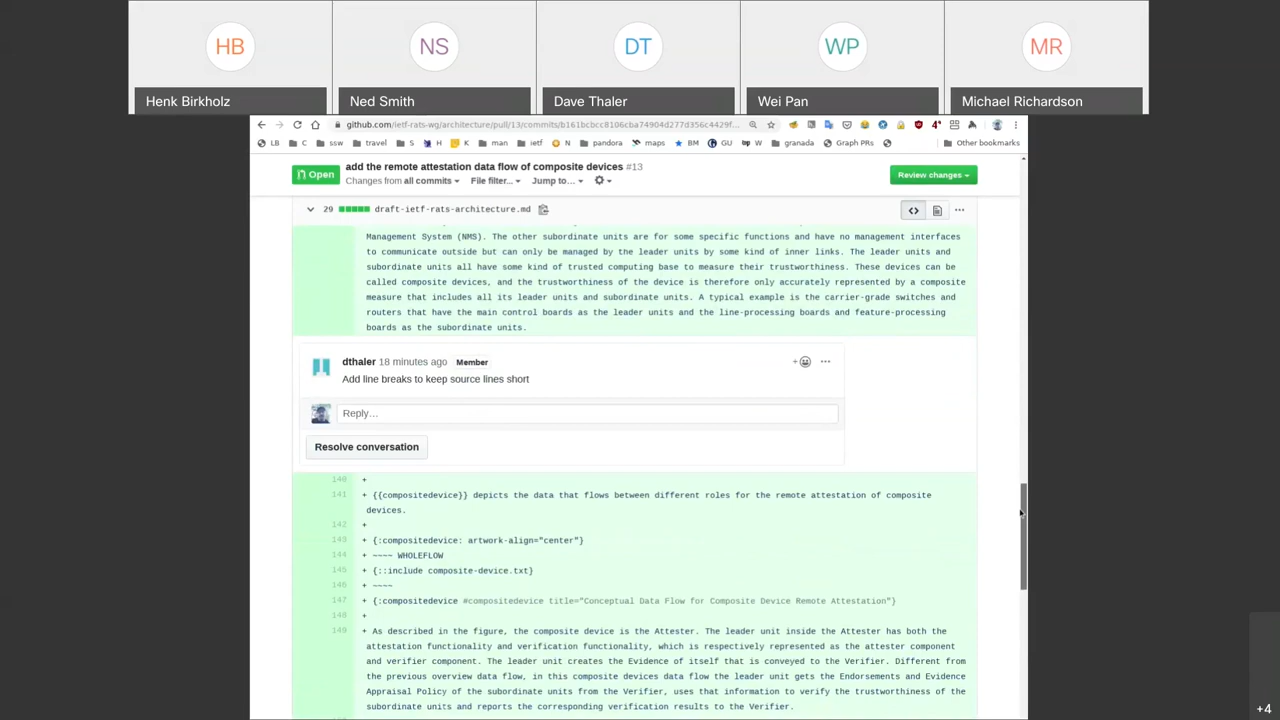 HB
NS
DT
WP
MR
Henk Birkholz
Ned Smith
Dave Thaler
Wei Pan
Michael Richardson
github.com/ietf-rats-wg/architecture/pull/13/commits/b161bcbcc8106cba74904d277d356c4429f...
LB C ssw travel S H K man ietf N pandora maps BM GU W granada Graph PRs Other bookmarks
Open
add the remote attestation data flow of composite devices #13
Changes from all commits File filter... Jump to...
Review changes
29 draft-ietf-rats-architecture.md
Management System (NMS). The other subordinate units are for some specific functions and have no management interfaces
to communicate outside but can only be managed by the leader units by some kind of inner links. The leader units and
subordinate units all have some kind of trusted computing base to measure their trustworthiness. These devices can be
called composite devices, and the trustworthiness of the device is therefore only accurately represented by a composite
measure that includes all its leader units and subordinate units. A typical example is the carrier-grade switches and
routers that have the main control boards as the leader units and the line-processing boards and feature-processing
boards as the subordinate units.
dthaler 18 minutes ago Member
Add line breaks to keep source lines short
Reply...
Resolve conversation
140 +
141 + {{compositedevice}} depicts the data that flows between different roles for the remote attestation of composite
devices.
142 +
143 + {:compositedevice: artwork-align="center"}
144 + ~~~~ WHOLEFLOW
145 + {::include composite-device.txt}
146 + ~~~~
147 + {:compositedevice #compositedevice title="Conceptual Data Flow for Composite Device Remote Attestation"}
148 +
149 + As described in the figure, the composite device is the Attester. The leader unit inside the Attester has both the
attestation functionality and verification functionality, which is respectively represented as the attester component
and verifier component. The leader unit creates the Evidence of itself that is conveyed to the Verifier. Different from
the previous overview data flow, in this composite devices data flow the leader unit gets the Endorsements and Evidence
Appraisal Policy of the subordinate units from the Verifier, uses that information to verify the trustworthiness of the
subordinate units and reports the corresponding verification results to the Verifier.
+4